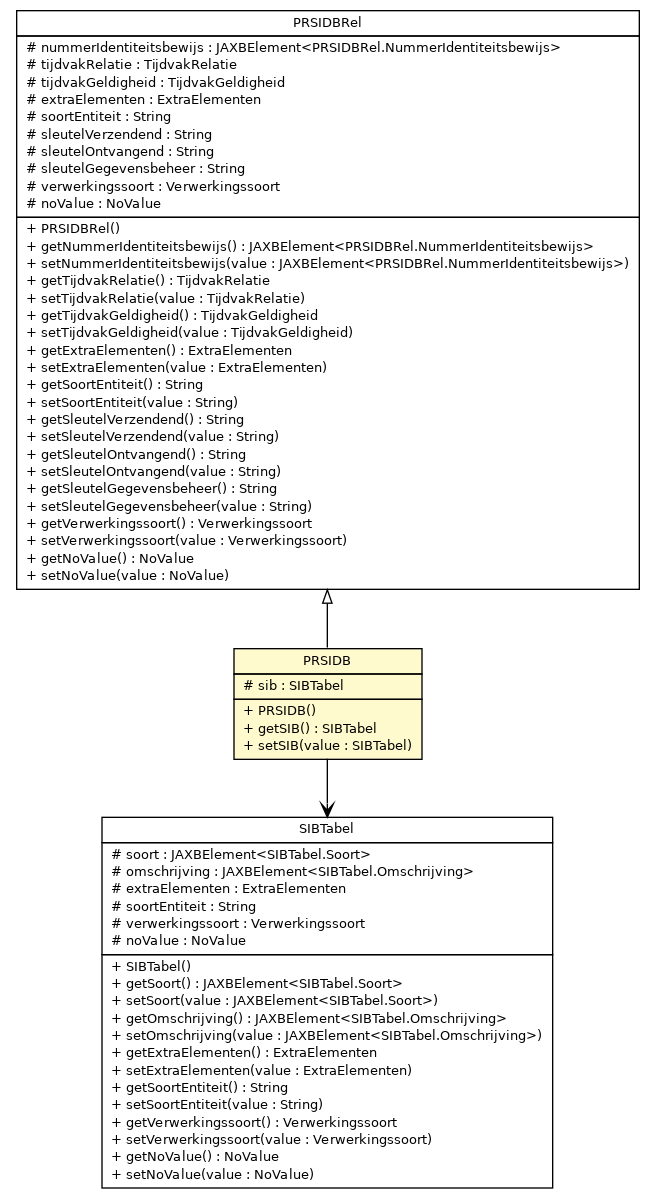 PRSIDBRel
# nummerIdentiteitsbewijs : JAXBElement<PRSIDBRel.NummerIdentiteitsbewijs>
# tijdvakRelatie : TijdvakRelatie
# tijdvakGeldigheid : TijdvakGeldigheid
# extraElementen : ExtraElementen
# soortEntiteit : String
# sleutelVerzendend : String
# sleutelOntvangend : String
# sleutelGegevensbeheer : String
# verwerkingssoort : Verwerkingssoort
# noValue : NoValue
+ PRSIDBRel()
+ getNummerIdentiteitsbewijs() : JAXBElement<PRSIDBRel.NummerIdentiteitsbewijs>
+ setNummerIdentiteitsbewijs(value : JAXBElement<PRSIDBRel.NummerIdentiteitsbewijs>)
+ getTijdvakRelatie() : TijdvakRelatie
+ setTijdvakRelatie(value : TijdvakRelatie)
+ getTijdvakGeldigheid() : TijdvakGeldigheid
+ setTijdvakGeldigheid(value : TijdvakGeldigheid)
+ getExtraElementen() : ExtraElementen
+ setExtraElementen(value : ExtraElementen)
+ getSoortEntiteit() : String
+ setSoortEntiteit(value : String)
+ getSleutelVerzendend() : String
+ setSleutelVerzendend(value : String)
+ getSleutelOntvangend() : String
+ setSleutelOntvangend(value : String)
+ getSleutelGegevensbeheer() : String
+ setSleutelGegevensbeheer(value : String)
+ getVerwerkingssoort() : Verwerkingssoort
+ setVerwerkingssoort(value : Verwerkingssoort)
+ getNoValue() : NoValue
+ setNoValue(value : NoValue)
PRSIDB
# sib : SIBTabel
+ PRSIDB()
+ getSIB() : SIBTabel
+ setSIB(value : SIBTabel)
SIBTabel
# soort : JAXBElement<SIBTabel.Soort>
# omschrijving : JAXBElement<SIBTabel.Omschrijving>
# extraElementen : ExtraElementen
# soortEntiteit : String
# verwerkingssoort : Verwerkingssoort
# noValue : NoValue
+ SIBTabel()
+ getSoort() : JAXBElement<SIBTabel.Soort>
+ setSoort(value : JAXBElement<SIBTabel.Soort>)
+ getOmschrijving() : JAXBElement<SIBTabel.Omschrijving>
+ setOmschrijving(value : JAXBElement<SIBTabel.Omschrijving>)
+ getExtraElementen() : ExtraElementen
+ setExtraElementen(value : ExtraElementen)
+ getSoortEntiteit() : String
+ setSoortEntiteit(value : String)
+ getVerwerkingssoort() : Verwerkingssoort
+ setVerwerkingssoort(value : Verwerkingssoort)
+ getNoValue() : NoValue
+ setNoValue(value : NoValue)